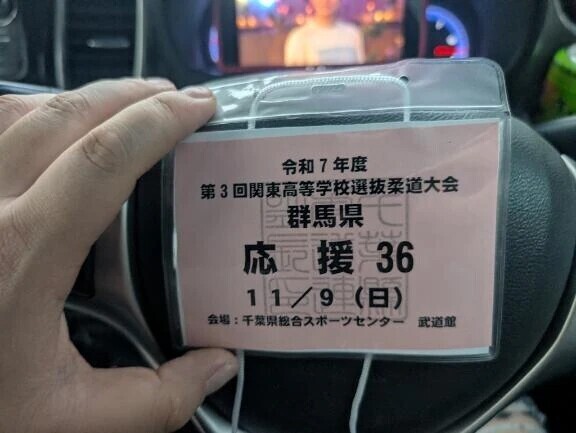 令和7年度
第3回関東高等学校選抜柔道大会
群馬県
応 援 36
11/9(日)
会場:千葉県総合スポーツセンター 武道館